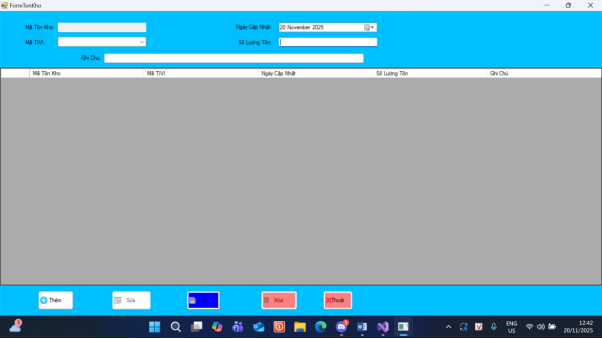 FormTonKho
Mã Tồn Kho:
Ngày Cập Nhật:
20 November 2025
Mã TIVI:
Số Lượng Tồn:
Ghi Chú:
Mã Tồn Kho
Mã TIVI
Ngày Cập Nhật
Số Lượng Tồn
Ghi Chú
Thêm
Sửa
Xóa
Thoát
ENG
US
12:42
20/11/2025